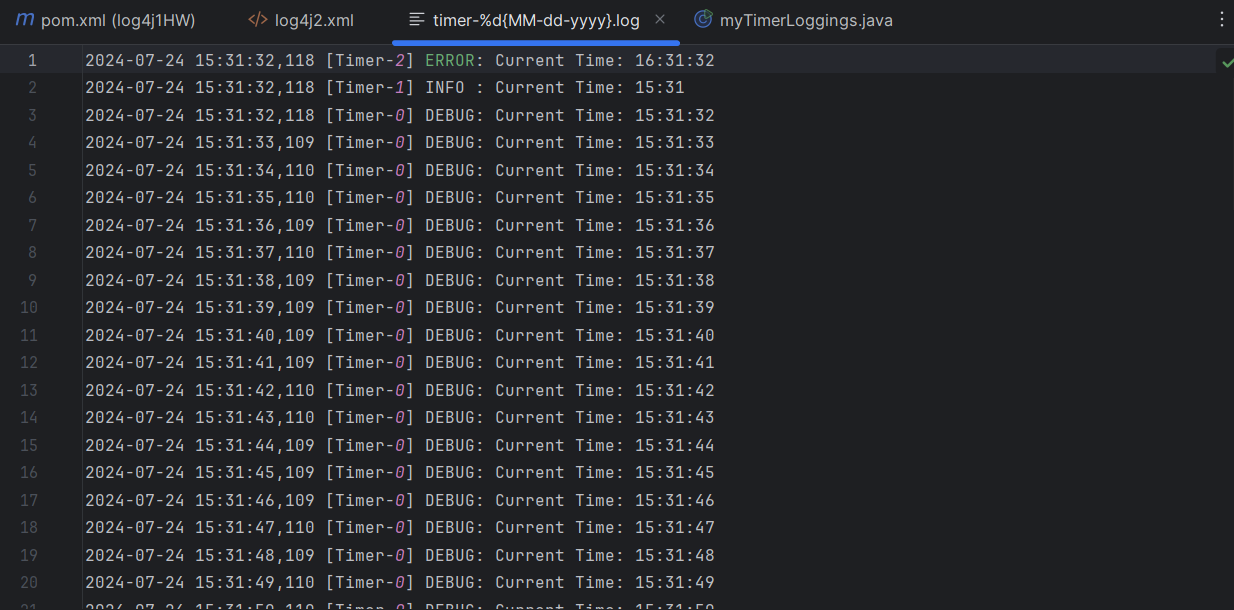 m pom.xml (log4j1HW) </> log4j2.xml timer-%d{MM-dd-yyyy}.log × myTimerLoggings.java
1 2024-07-24 15:31:32,118 [Timer-2] ERROR: Current Time: 16:31:32
2 2024-07-24 15:31:32,118 [Timer-1] INFO : Current Time: 15:31
3 2024-07-24 15:31:32,118 [Timer-0] DEBUG: Current Time: 15:31:32
4 2024-07-24 15:31:33,109 [Timer-0] DEBUG: Current Time: 15:31:33
5 2024-07-24 15:31:34,110 [Timer-0] DEBUG: Current Time: 15:31:34
6 2024-07-24 15:31:35,110 [Timer-0] DEBUG: Current Time: 15:31:35
7 2024-07-24 15:31:36,109 [Timer-0] DEBUG: Current Time: 15:31:36
8 2024-07-24 15:31:37,110 [Timer-0] DEBUG: Current Time: 15:31:37
9 2024-07-24 15:31:38,109 [Timer-0] DEBUG: Current Time: 15:31:38
10 2024-07-24 15:31:39,109 [Timer-0] DEBUG: Current Time: 15:31:39
11 2024-07-24 15:31:40,109 [Timer-0] DEBUG: Current Time: 15:31:40
12 2024-07-24 15:31:41,109 [Timer-0] DEBUG: Current Time: 15:31:41
13 2024-07-24 15:31:42,110 [Timer-0] DEBUG: Current Time: 15:31:42
14 2024-07-24 15:31:43,110 [Timer-0] DEBUG: Current Time: 15:31:43
15 2024-07-24 15:31:44,109 [Timer-0] DEBUG: Current Time: 15:31:44
16 2024-07-24 15:31:45,109 [Timer-0] DEBUG: Current Time: 15:31:45
17 2024-07-24 15:31:46,109 [Timer-0] DEBUG: Current Time: 15:31:46
18 2024-07-24 15:31:47,110 [Timer-0] DEBUG: Current Time: 15:31:47
19 2024-07-24 15:31:48,109 [Timer-0] DEBUG: Current Time: 15:31:48
20 2024-07-24 15:31:49,110 [Timer-0] DEBUG: Current Time: 15:31:49